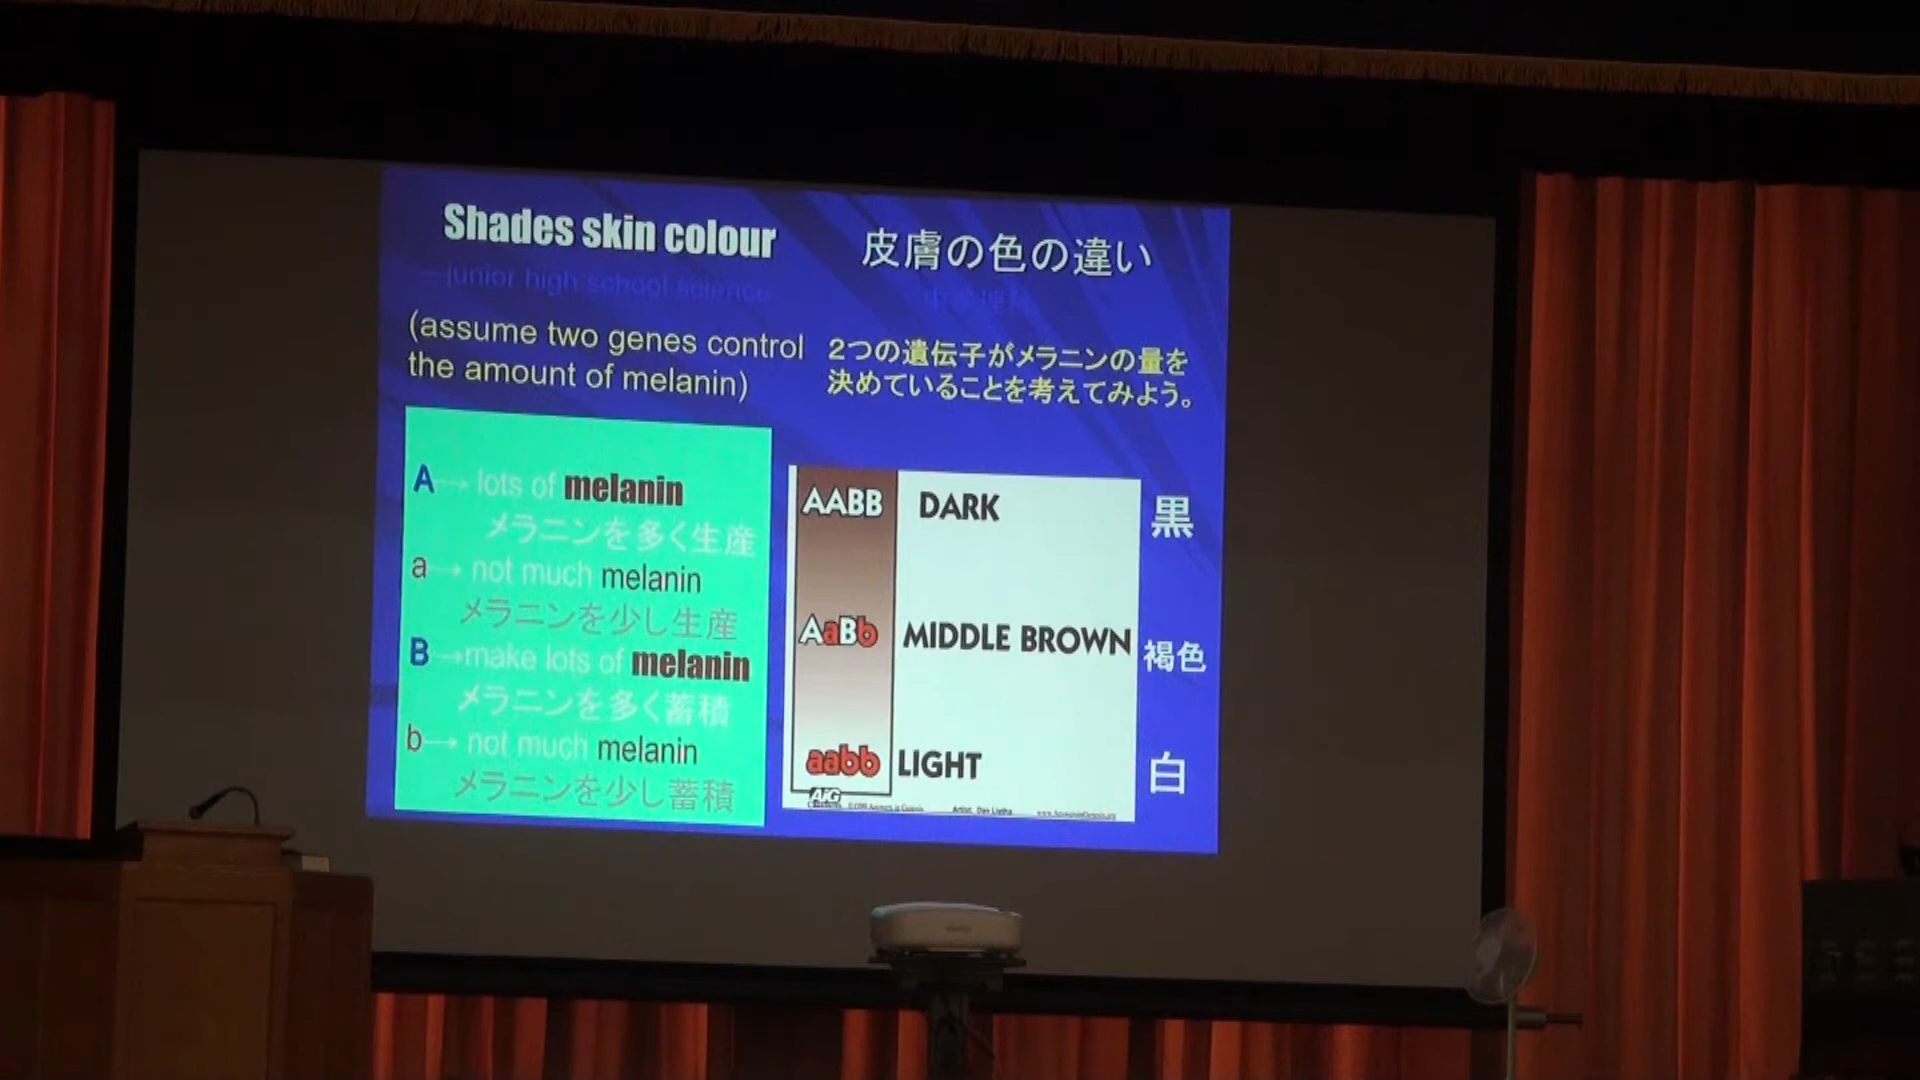 Shades skin colour
皮膚の色の違い
junior high school science
(assume two genes control
the amount of melanin)
2つの遺伝子がメラニンの量を
決めていることを考えてみよう。
A→ lots of melanin
メラニンを多く生産
a→ not much melanin
メラニンを少し生産
B→make lots of melanin
メラニンを多く蓄積
b→ not much melanin
メラニンを少し蓄積
AABB DARK 黒
AaBb MIDDLE BROWN 褐色
aabb LIGHT 白
AiG